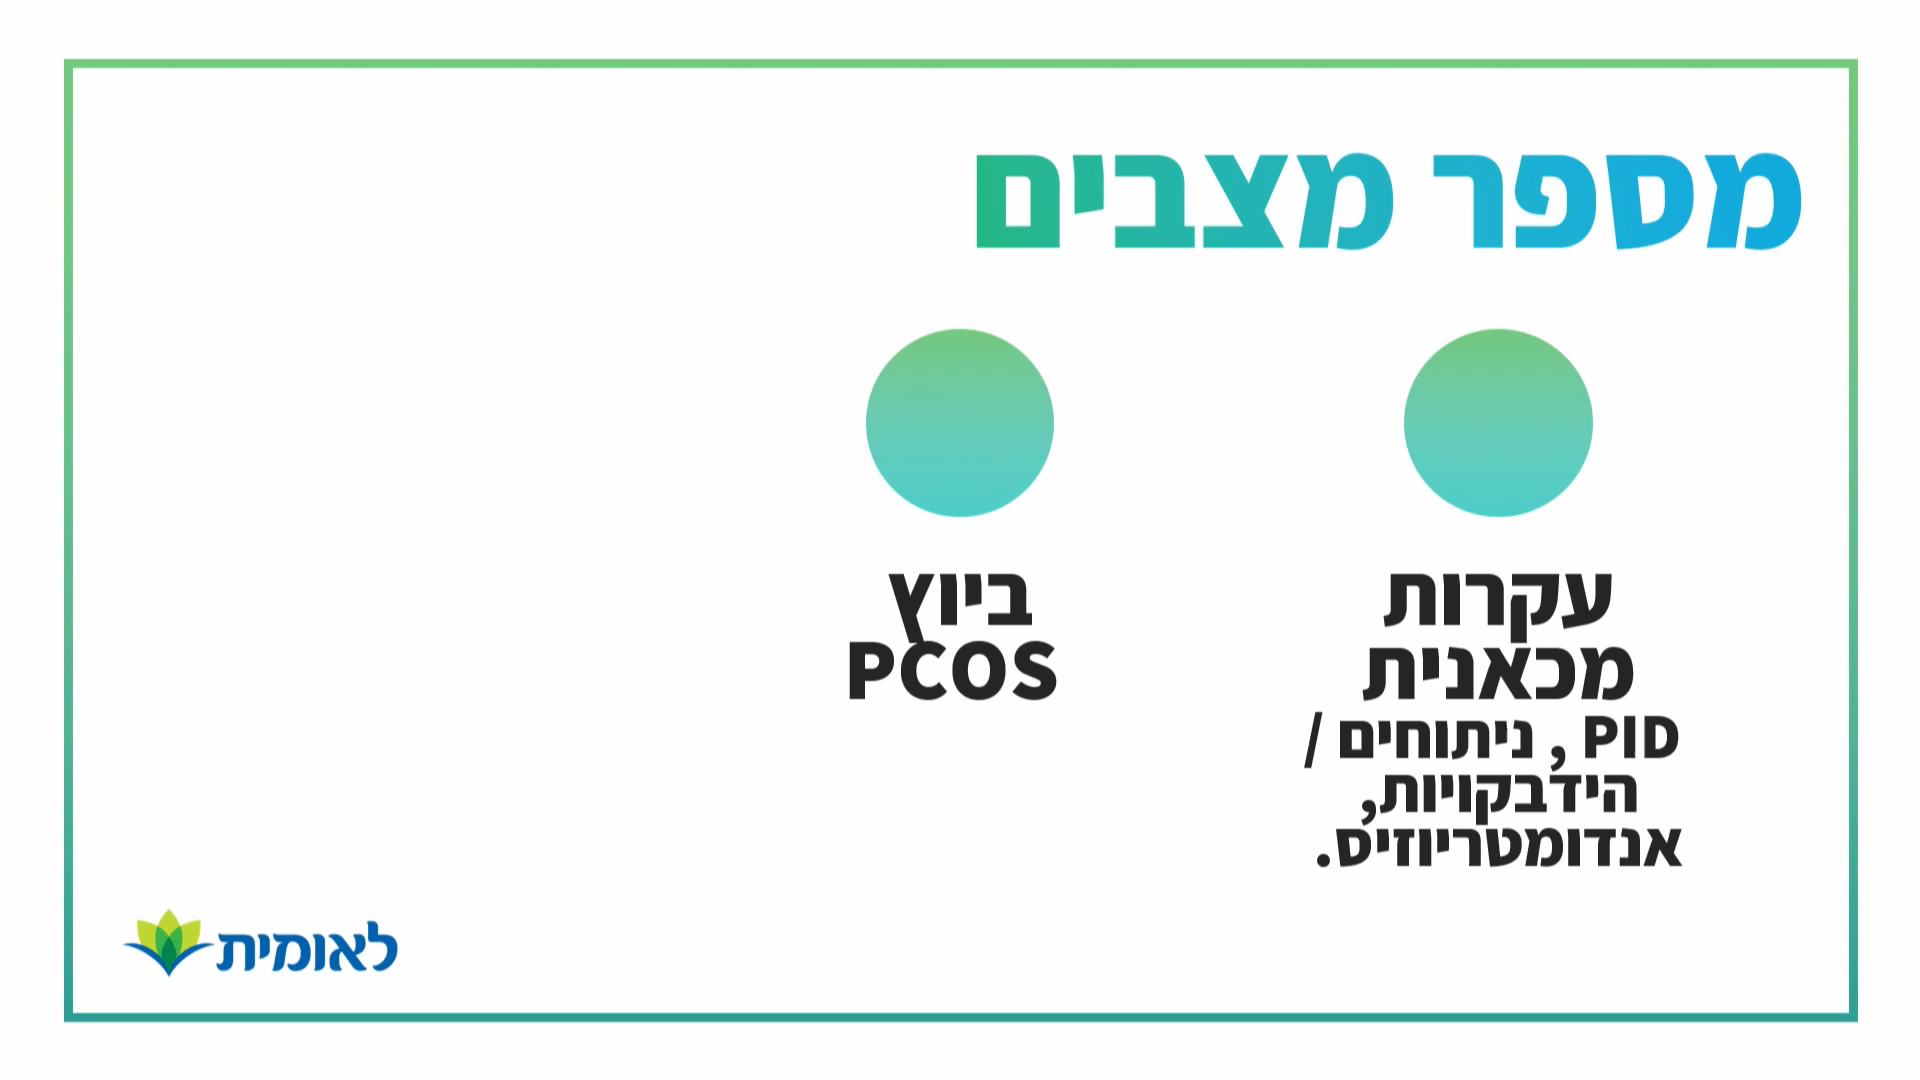 מספר מצבים
עקרות
מכאנית
PID , ניתוחים /
הידבקויות,
אנדומטריוזיס.
ביוץ
PCOS
לאומית